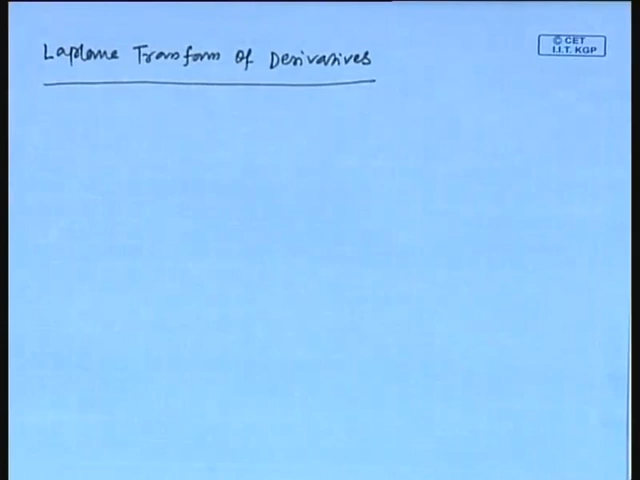 Laplace Transform of Derivatives
© CET
I.I.T. KGP